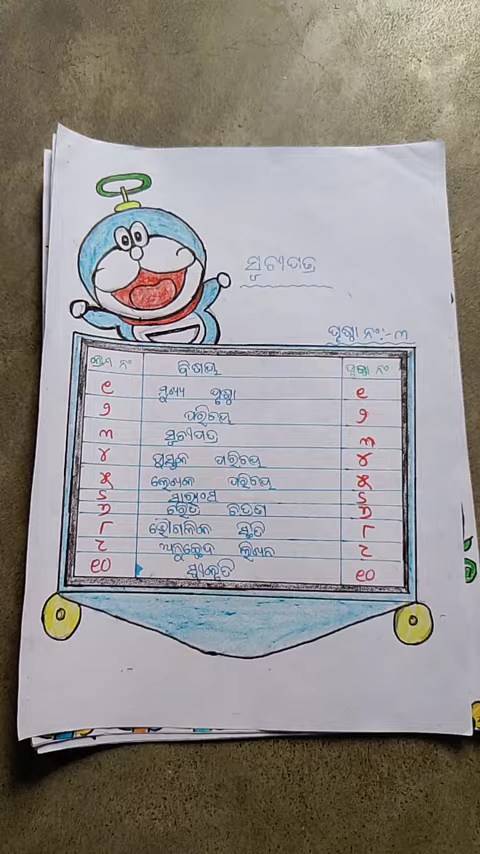 ସୂଚୀପତ୍ର
ପୃଷ୍ଠା ନଂ:-୩
କ୍ରମ ନଂ ବିଷୟ ପୃଷ୍ଠା ନଂ
୧ ମୁଖ୍ୟ ପୃଷ୍ଠା ୧
୨ ପରିଚୟ ୨
୩ ସୂଚୀପତ୍ର ୩
୪ ପୁସ୍ତକ ପରିଚୟ ୪
୫ ଲେଖକ ପରିଚୟ ୫
୬ ସାରାଂଶ ୬
୭ ଚରିତ ଚିତ୍ରଣ ୭
୮ ମୌଳିକ ସ୍ଥିତି ୮
୯ ଅନୁଚ୍ଛେଦ ଲିଖନ ୯
୧୦ ସ୍ବୀକୃତି ୧୦